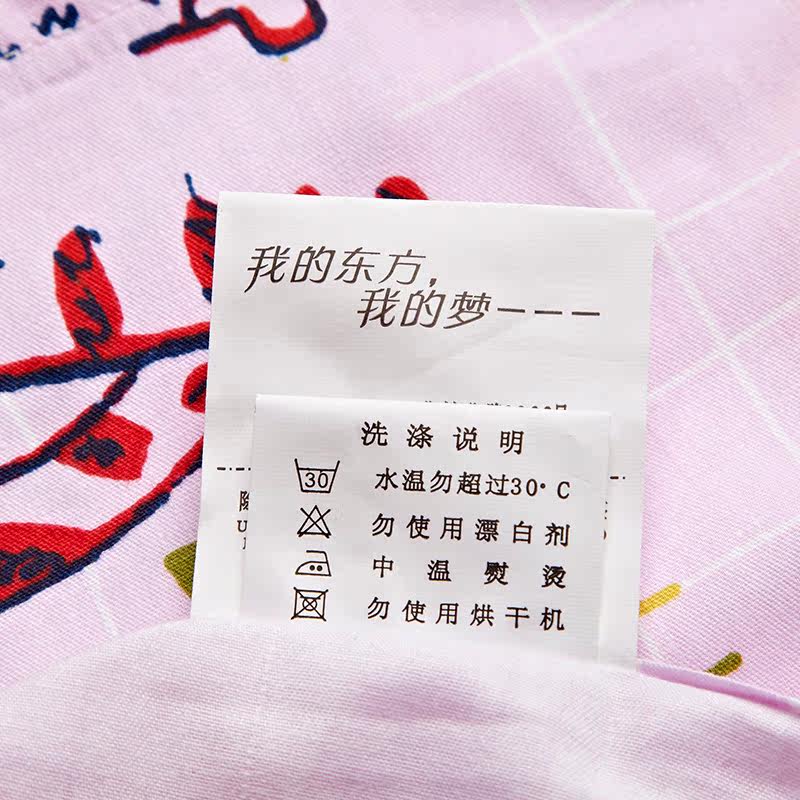 我的东方，
我的梦———
洗涤说明
30 水温勿超过30°C
勿使用漂白剂
中温熨烫
勿使用烘干机